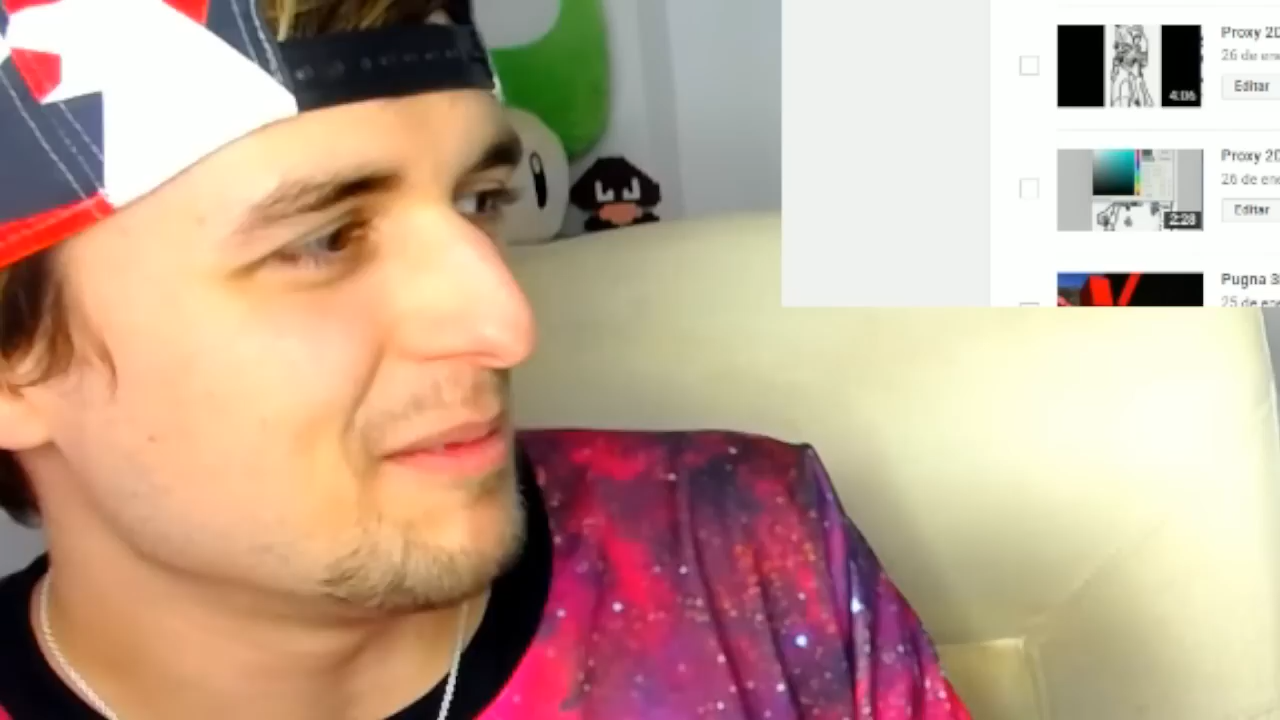 Proxy 2D
26 de ene
Editar
4:06
Proxy 2D
26 de ene
Editar
2:28
Pugna 3
25 de ene